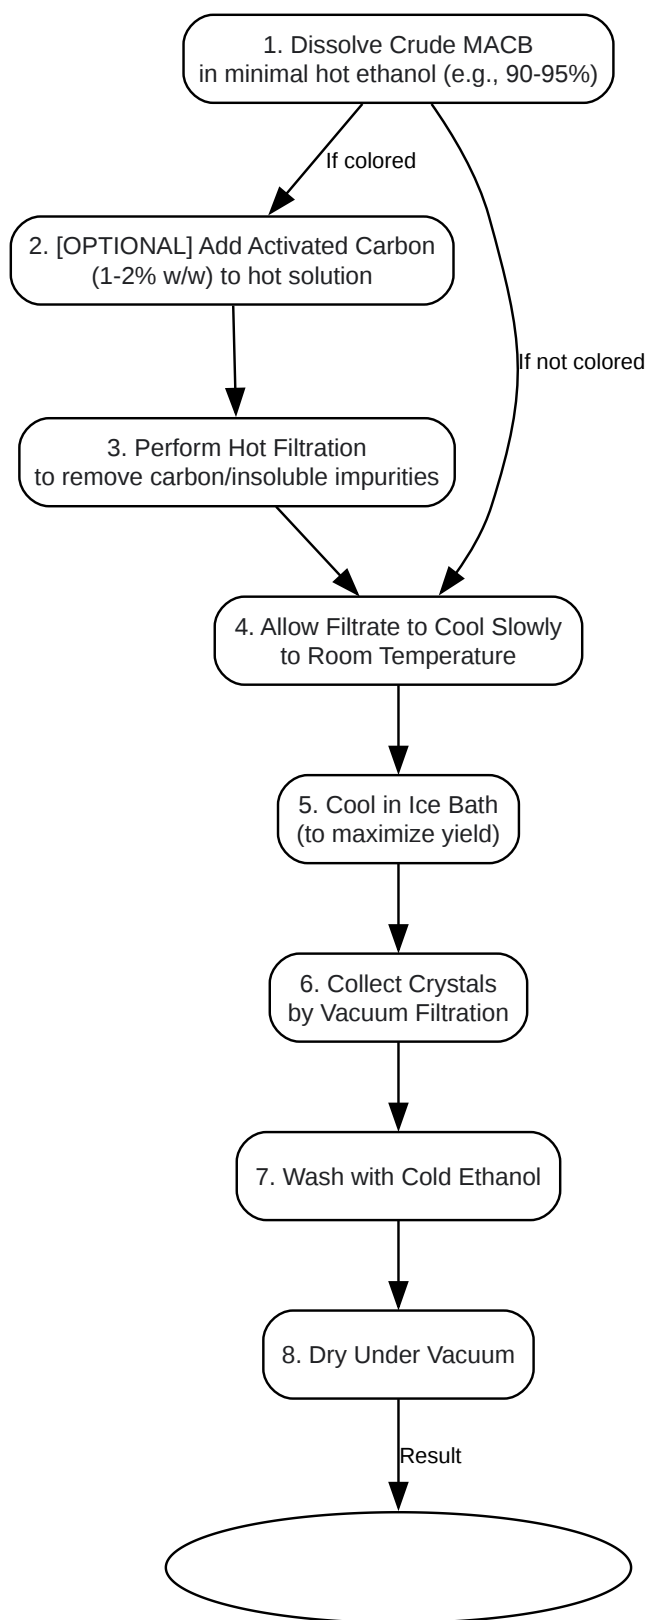 1. Dissolve Crude MACB
in minimal hot ethanol (e.g., 90-95%)
If colored
2. [OPTIONAL] Add Activated Carbon
(1-2% w/w) to hot solution
If not colored
3. Perform Hot Filtration
to remove carbon/insoluble impurities
4. Allow Filtrate to Cool Slowly
to Room Temperature
5. Cool in Ice Bath
(to maximize yield)
6. Collect Crystals
by Vacuum Filtration
7. Wash with Cold Ethanol
8. Dry Under Vacuum
Result